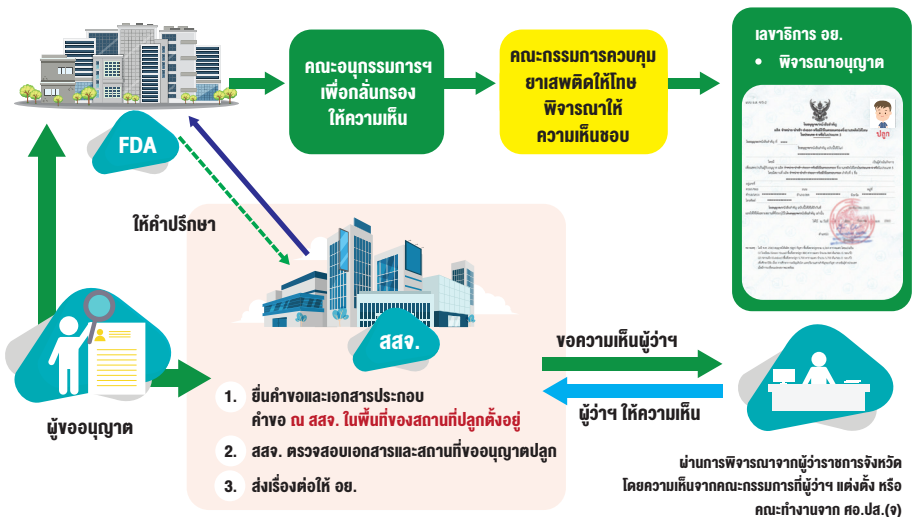 คณะอนุกรรมการฯ
เพื่อกลั่นกรอง
ให้ความเห็น
คณะกรรมการควบคุม
ยาเสพติดให้โทษ
พิจารณาให้
ความเห็นชอบ
เลขาธิการ อย.
• พิจารณาอนุญาต
ปลูก
FDA
ให้คำปรึกษา
สสจ.
ผู้ขออนุญาต
1. ยื่นคำขอและเอกสารประกอบ
คำขอ ณ สสจ. ในพื้นที่ของสถานที่ปลูกตั้งอยู่
2. สสจ. ตรวจสอบเอกสารและสถานที่ขออนุญาตปลูก
3. ส่งเรื่องต่อให้ อย.
ขอความเห็นผู้ว่าฯ
ผู้ว่าฯ ให้ความเห็น
ผ่านการพิจารณาจากผู้ว่าราชการจังหวัด
โดยความเห็นจากคณะกรรมการที่ผู้ว่าฯ แต่งตั้ง หรือ
คณะทำงานจาก ศอ.ปส.(จ)